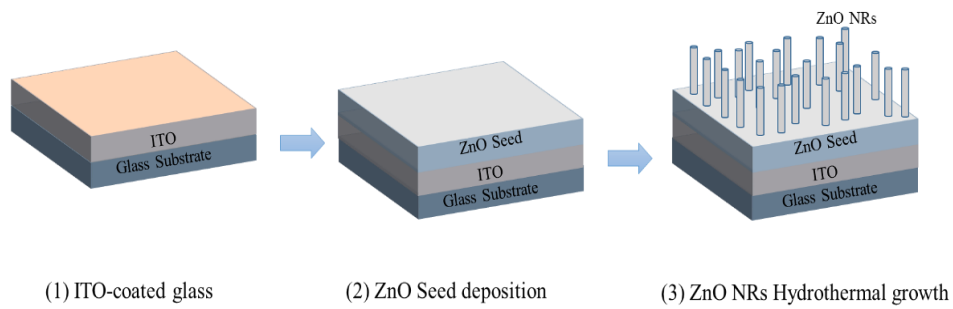 ZnO NRs
ITO
Glass Substrate
ZnO Seed
ITO
Glass Substrate
ZnO Seed
ITO
Glass Substrate
(1) ITO-coated glass
(2) ZnO Seed deposition
(3) ZnO NRs Hydrothermal growth